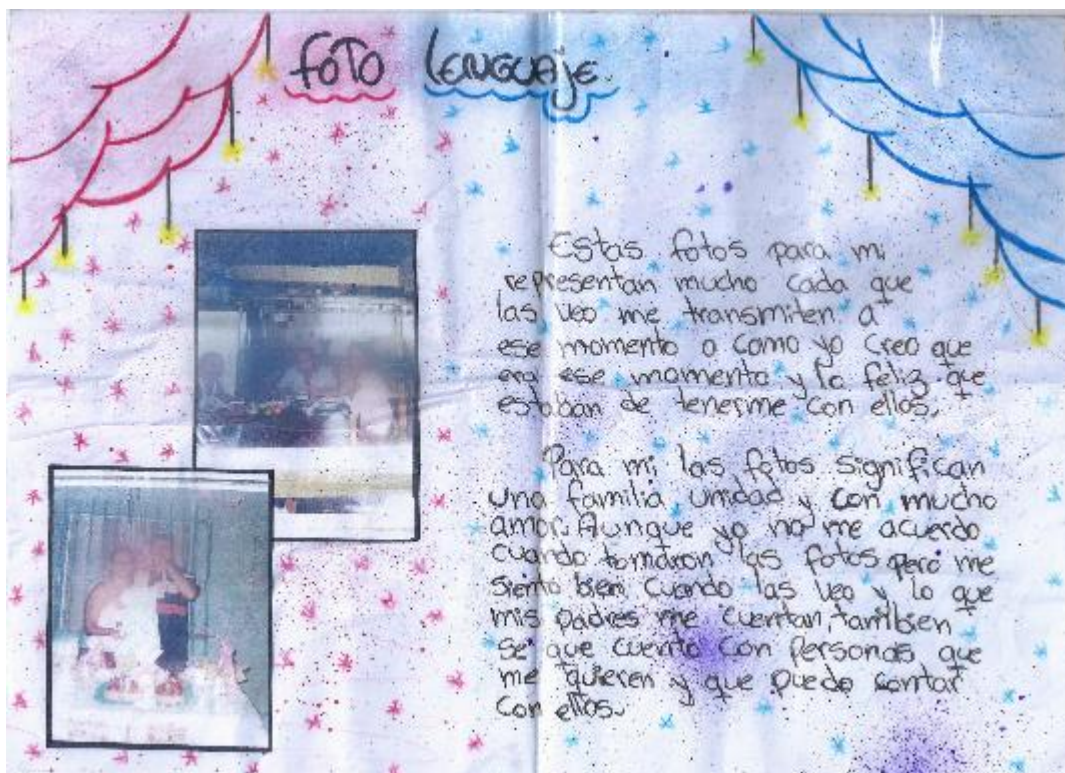 foto lenguaje
Estas fotos para mi
representan mucho cada que
las veo me transmiten a
ese momento o como yo creo que
era ese momento y lo feliz que
estaban de tenerme con ellos.
Para mi las fotos significan
una familia unidad y con mucho
amor. Aunque yo no me acuerdo
cuando tomaron las fotos pero me
siento bien cuando las veo y lo que
mis padres me cuentan, tambien
se que cuento con personas que
me quieren y que puedo contar
con ellos.